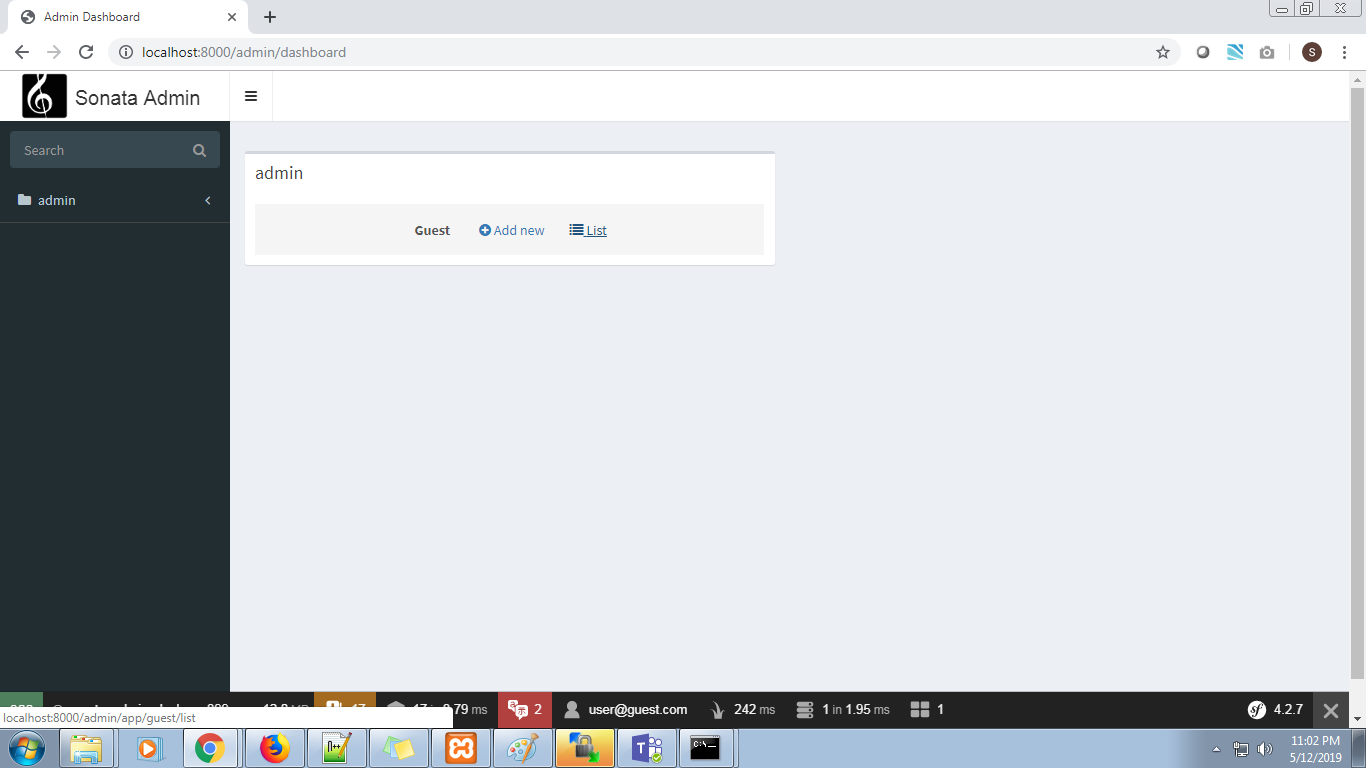 Admin Dashboard
localhost:8000/admin/dashboard
S
Sonata Admin
Search
admin
admin
Guest Add new List
17 ms 2 user@guest.com 242 ms 1 in 1.95 ms 1 4.2.7
localhost:8000/admin/app/guest/list
11:02 PM
5/12/2019